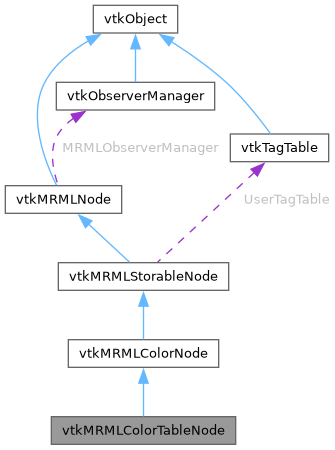 vtkObject
vtkObserverManager
MRMLObserverManager
vtkTagTable
vtkMRMLNode
UserTagTable
vtkMRMLStorableNode
vtkMRMLColorNode
vtkMRMLColorTableNode